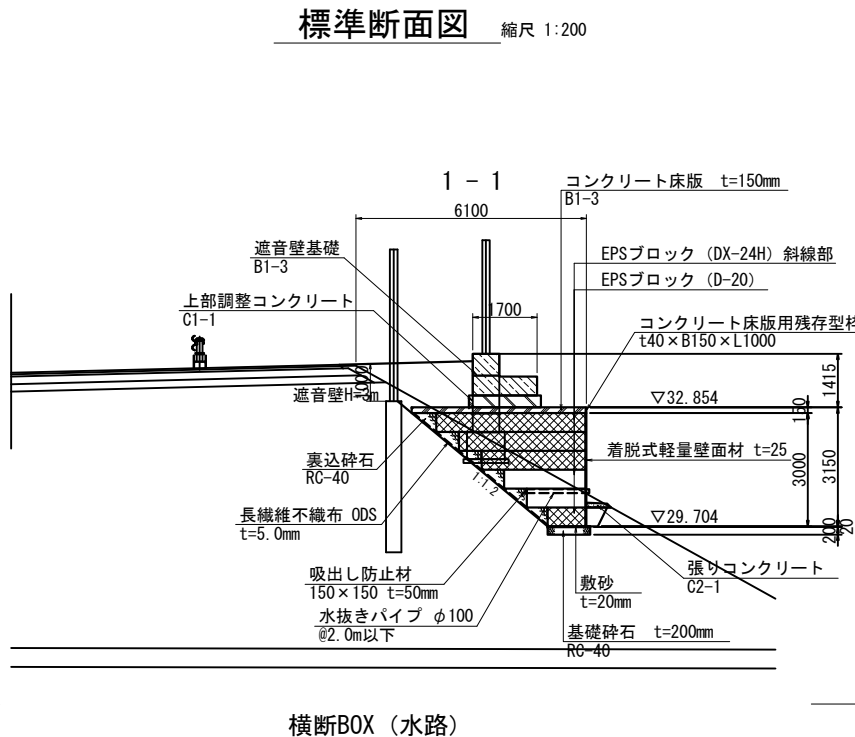 標準断面図 縮尺 1:200
1 - 1
6100
コンクリート床版 t=150mm
B1-3
遮音壁基礎
B1-3
EPSブロック (DX-24H) 斜線部
EPSブロック (D-20)
上部調整コンクリート
C1-1
1700
コンクリート床版用残存型枠
t40×B150×L1000
1000
遮音壁H=3m
▽32.854
1415
150
裏込砕石
RC-40
着脱式軽量壁面材 t=25
3000
3150
1:1.2
長繊維不織布 ODS
t=5.0mm
▽29.704
200
20
吸出し防止材
150×150 t=50mm
敷砂
t=20mm
張りコンクリート
C2-1
水抜きパイプ φ100
@2.0m以下
基礎砕石 t=200mm
RC-40
横断BOX (水路)